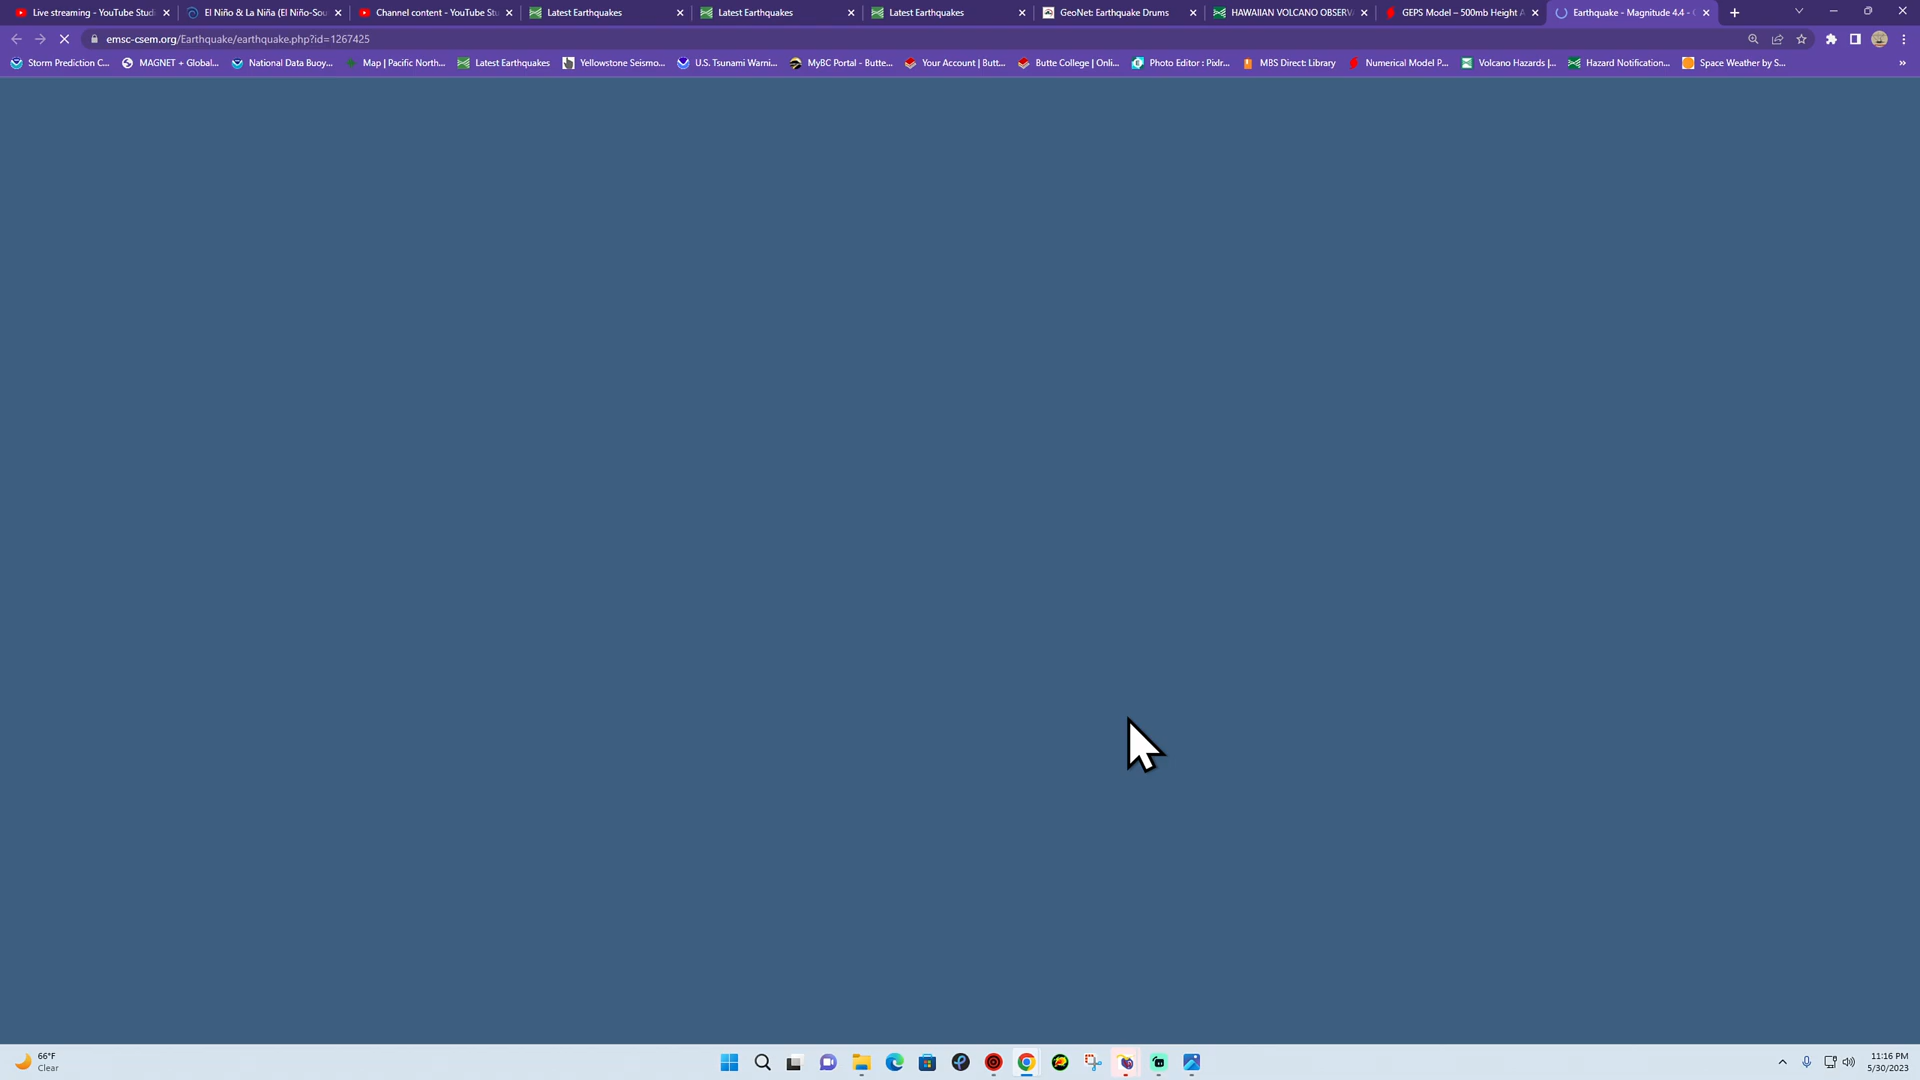 Live streaming - YouTube Studi
El Niño & La Niña (El Niño-Sou
Channel content - YouTube Stu
Latest Earthquakes
Latest Earthquakes
Latest Earthquakes
GeoNet: Earthquake Drums
HAWAIIAN VOLCANO OBSERVA
GEPS Model – 500mb Height A
Earthquake - Magnitude 4.4 -
emsc-csem.org/Earthquake/earthquake.php?id=1267425
Storm Prediction C...
MAGNET + Global...
National Data Buoy...
Map | Pacific North...
Latest Earthquakes
Yellowstone Seismo...
U.S. Tsunami Warni...
MyBC Portal - Butte...
Your Account | Butt...
Butte College | Onli...
Photo Editor : Pixlr...
MBS Direct: Library
Numerical Model P...
Volcano Hazards |...
Hazard Notification...
Space Weather by S...
66°F
Clear
11:16 PM
5/30/2023